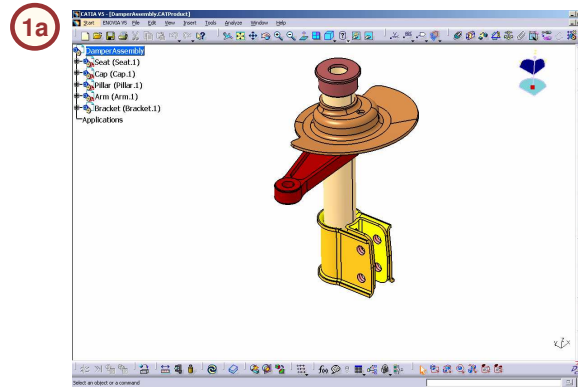 1a
CATIA V5 - [DamperAssembly.CATProduct]
Start ENOVIA V5 File Edit View Insert Tools Analyze Window Help
DamperAssembly
Seat (Seat.1)
Cap (Cap.1)
Pillar (Pillar.1)
Arm (Arm.1)
Bracket (Bracket.1)
Applications
Select an object or a command